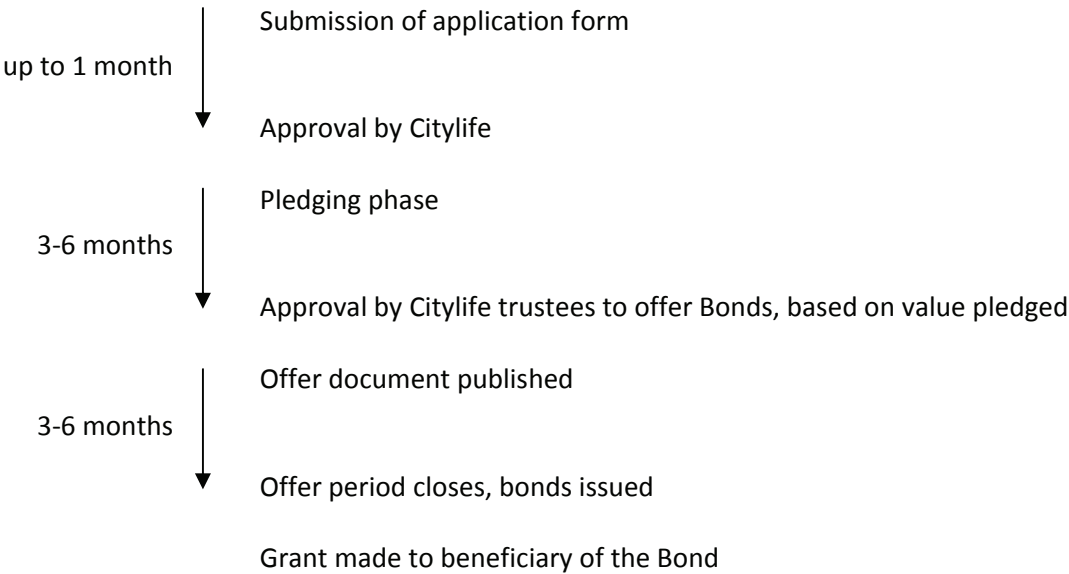 Submission of application form
up to 1 month
Approval by Citylife
Pledging phase
3-6 months
Approval by Citylife trustees to offer Bonds, based on value pledged
Offer document published
3-6 months
Offer period closes, bonds issued
Grant made to beneficiary of the Bond